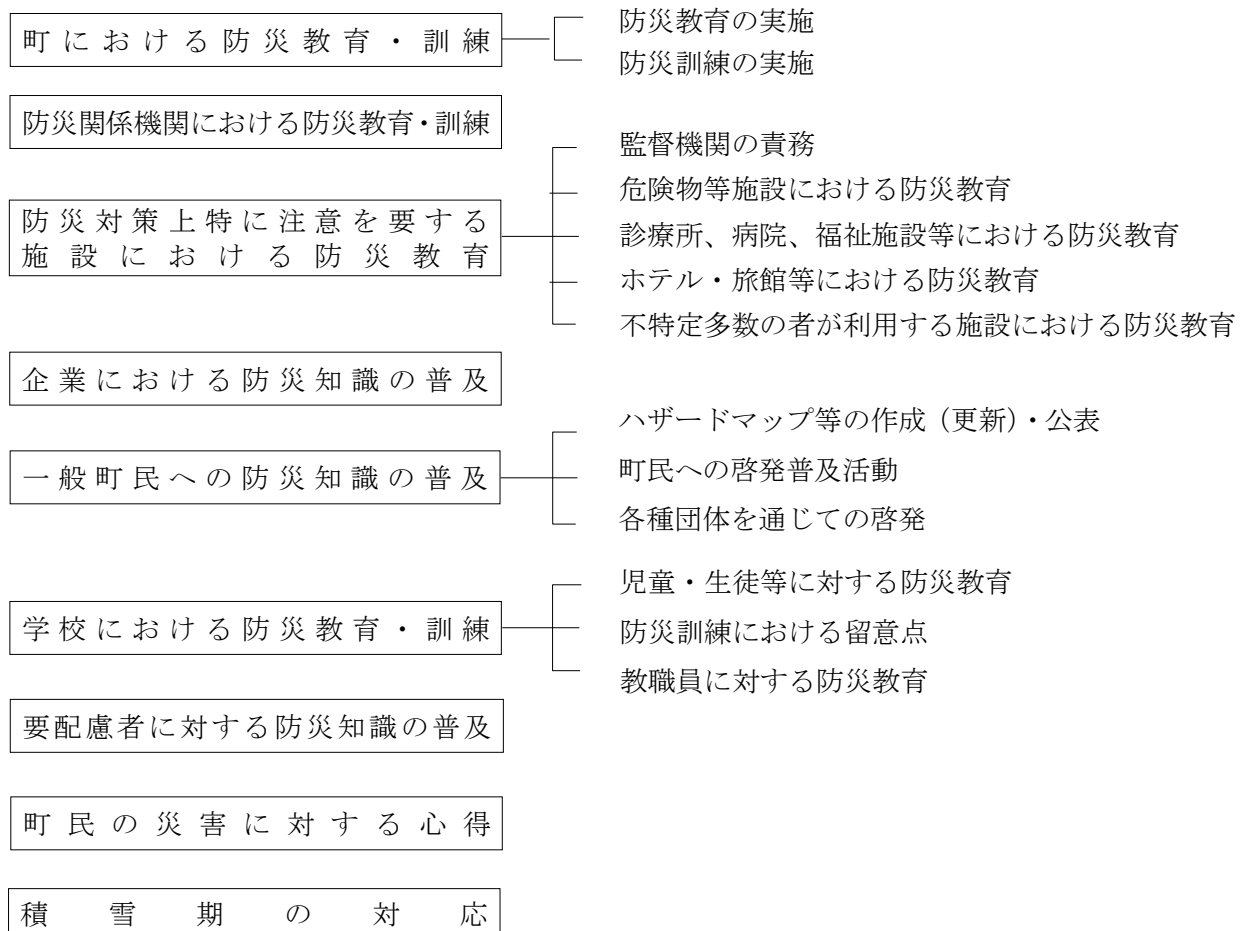 町における防災教育・訓練
防災教育の実施
防災訓練の実施
防災関係機関における防災教育・訓練
防災対策上特に注意を要する
施設における防災教育
監督機関の責務
危険物等施設における防災教育
診療所、病院、福祉施設等における防災教育
ホテル・旅館等における防災教育
不特定多数の者が利用する施設における防災教育
企業における防災知識の普及
一般町民への防災知識の普及
ハザードマップ等の作成（更新）・公表
町民への啓発普及活動
各種団体を通じての啓発
学校における防災教育・訓練
児童・生徒等に対する防災教育
防災訓練における留意点
教職員に対する防災教育
要配慮者に対する防災知識の普及
町民の災害に対する心得
積雪期の対応